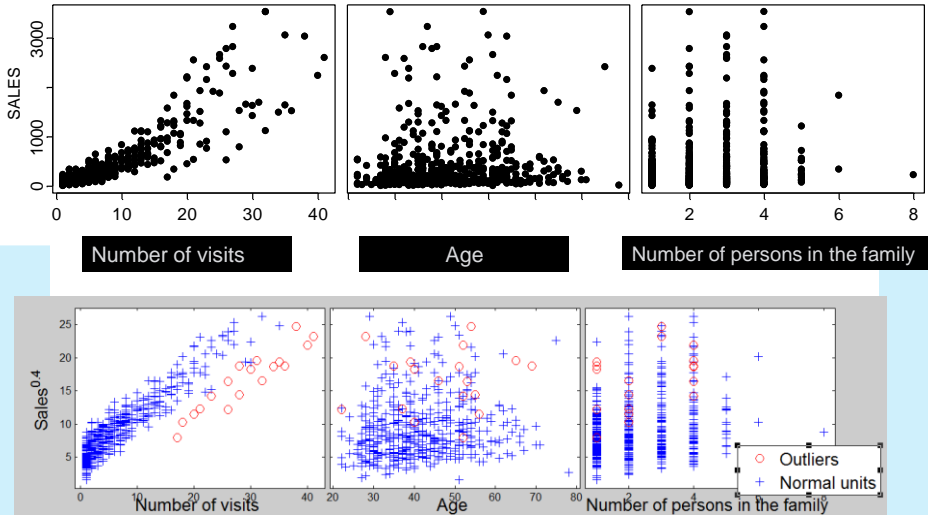 SALES
3000
1000
0
0 10 20 30 40
2 4 6 8
Number of visits
Age
Number of persons in the family
Sales0.4
25
20
15
10
5
Outliers
Normal units
0 10 20 30 40
20 30 40 50 60 70 80
2 4 6 8
Number of visits
Age
Number of persons in the family